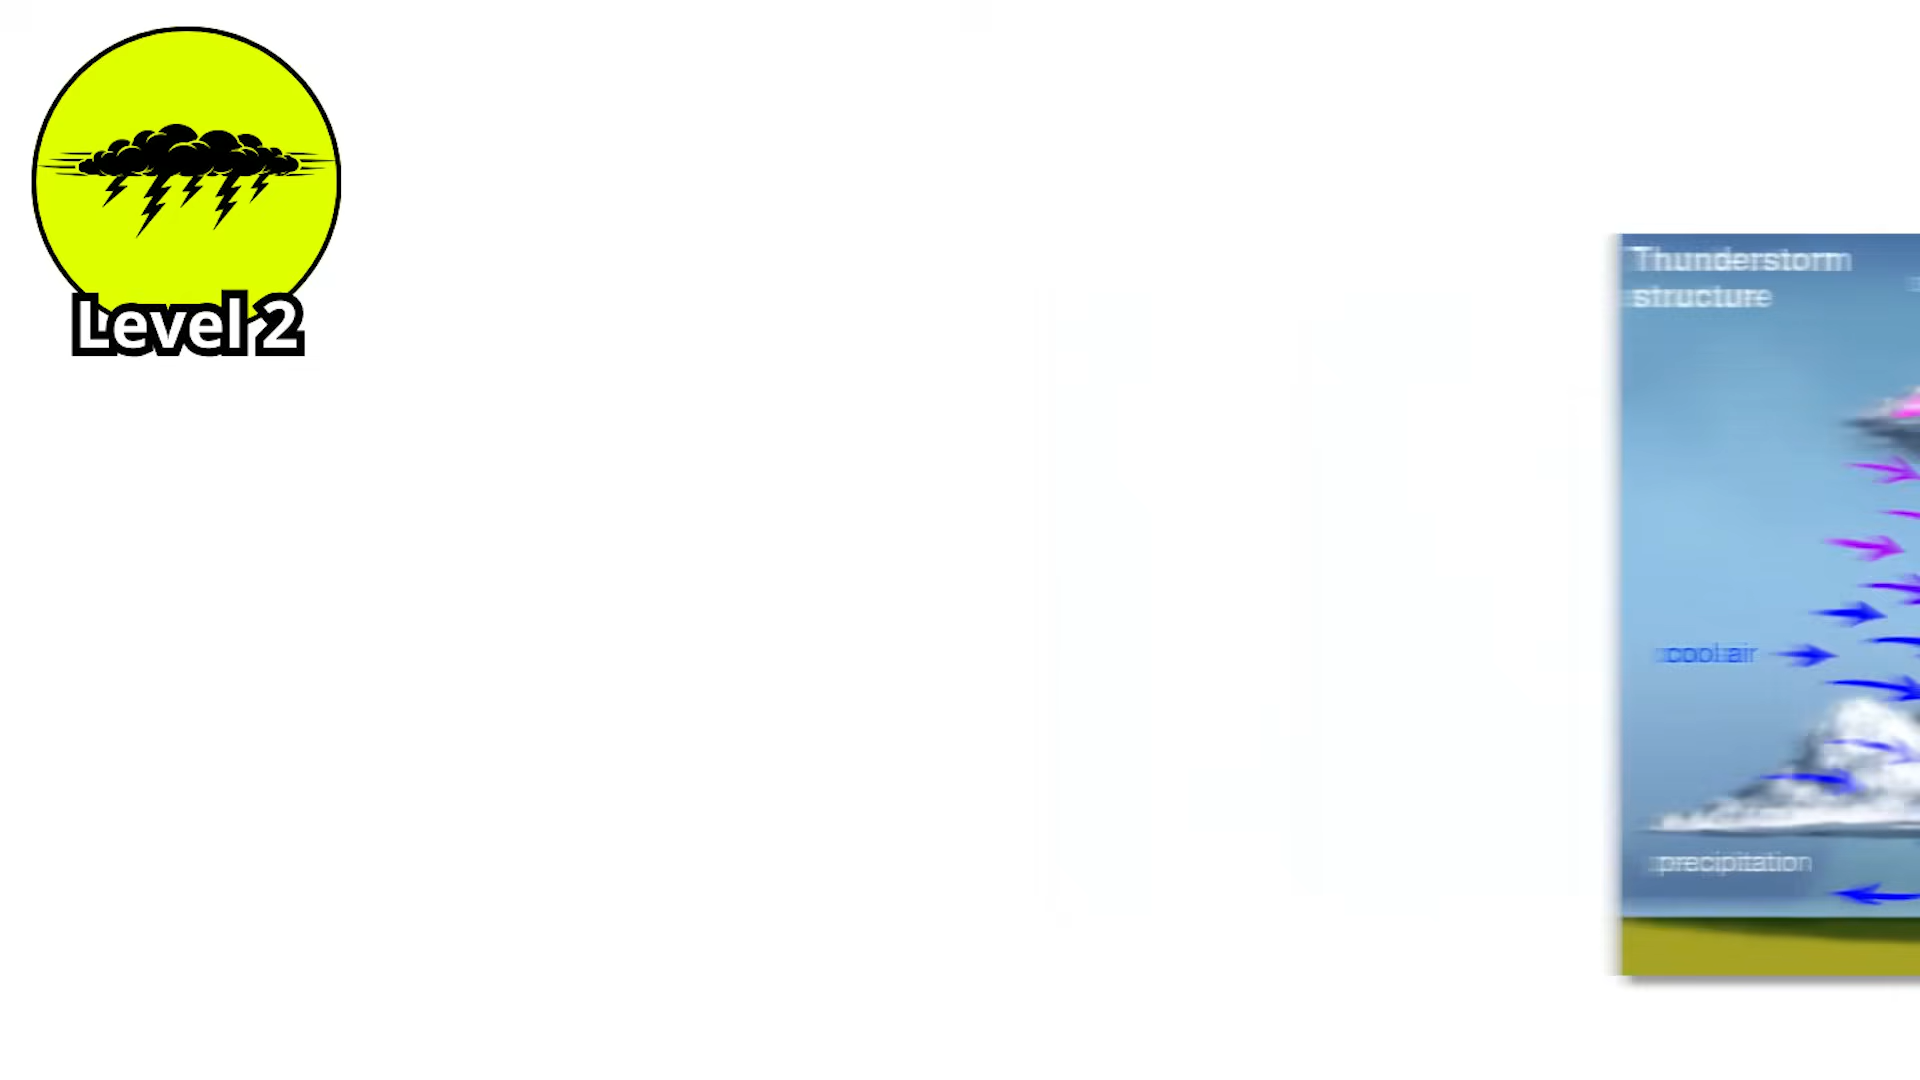 Level 2
Thunderstorm
structure
cool air
precipitation